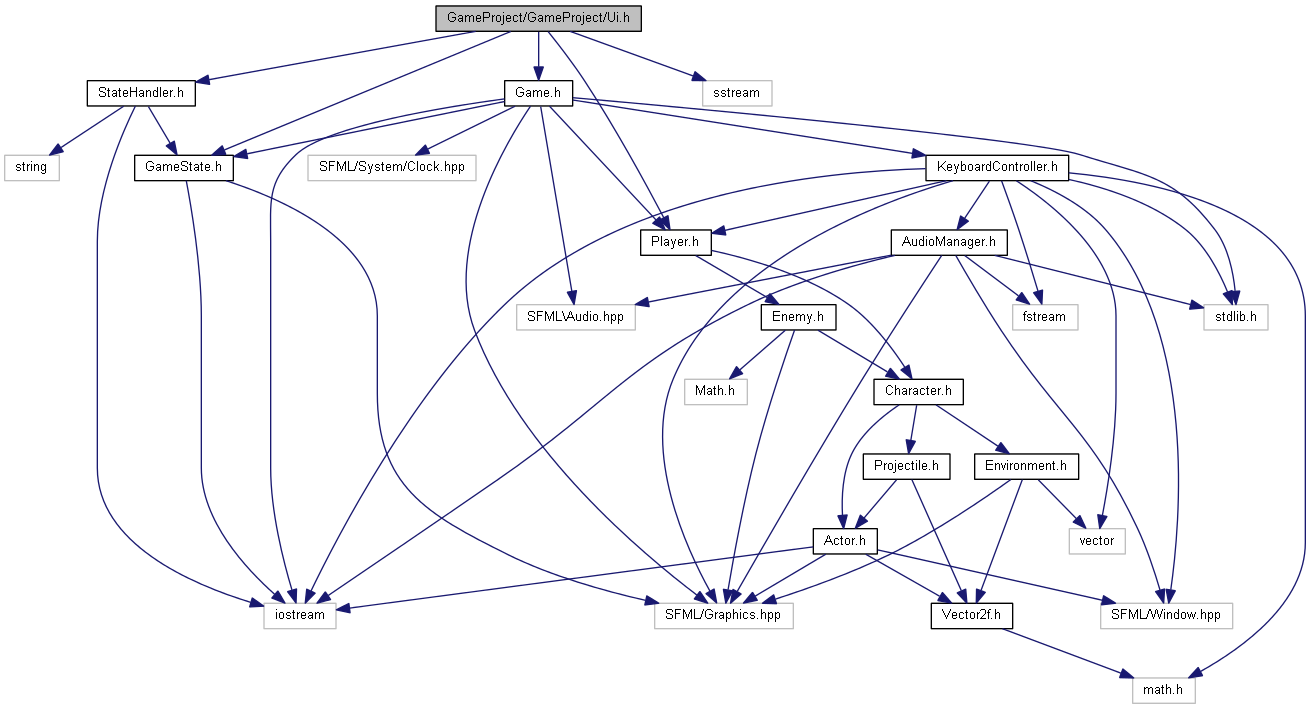 GameProject/GameProject/Ui.h
StateHandler.h
Game.h
sstream
string
GameState.h
SFML/System/Clock.hpp
KeyboardController.h
Player.h
AudioManager.h
SFML\Audio.hpp
Enemy.h
fstream
stdlib.h
Math.h
Character.h
Projectile.h
Environment.h
Actor.h
vector
iostream
SFML/Graphics.hpp
Vector2f.h
SFML/Window.hpp
math.h